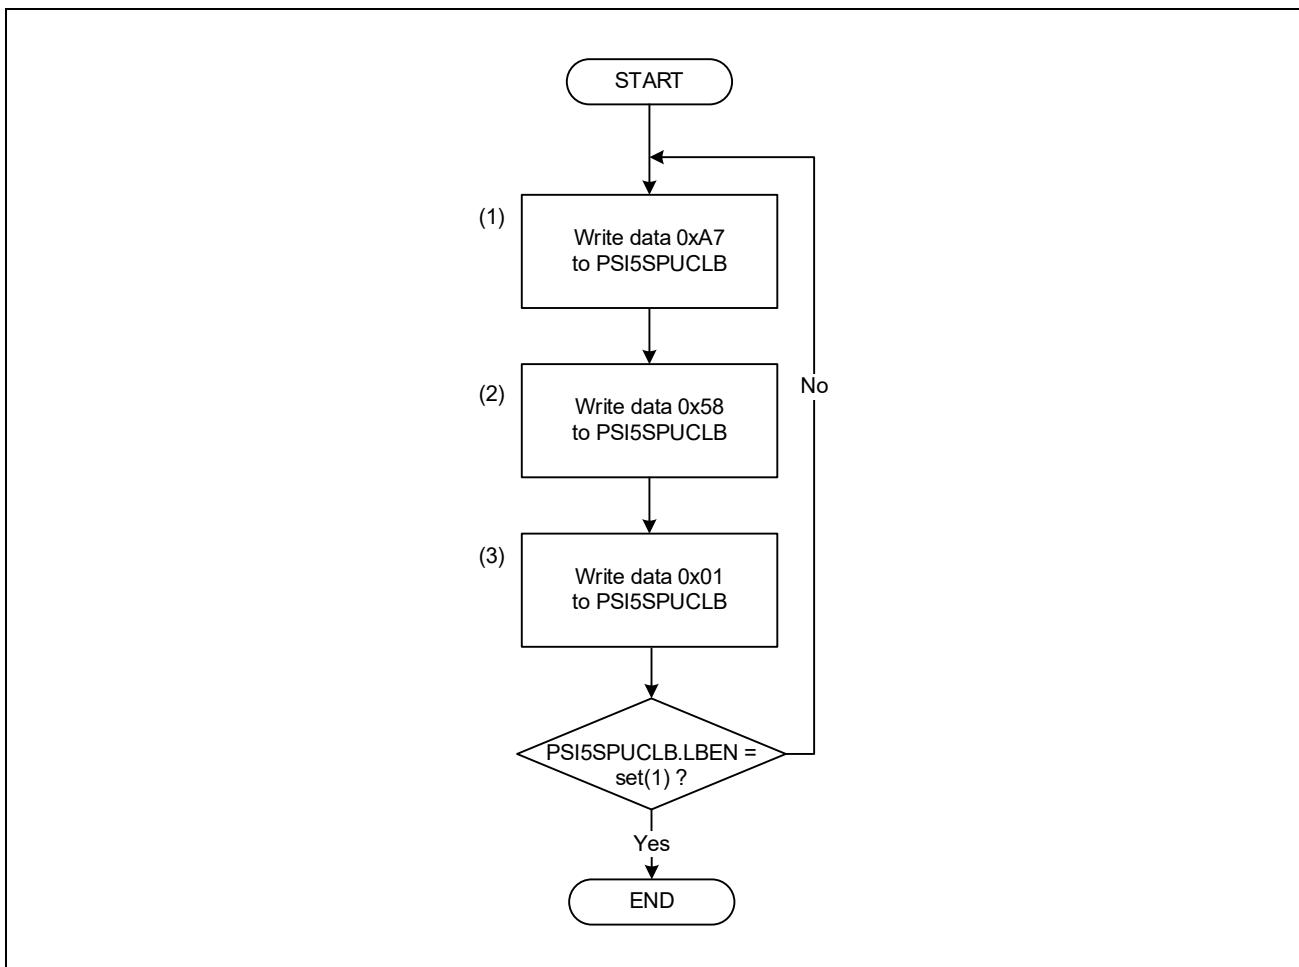 START
(1)
Write data 0xA7
to PSI5SPUCLB
(2)
Write data 0x58
to PSI5SPUCLB
No
(3)
Write data 0x01
to PSI5SPUCLB
PSI5SPUCLB.LBEN =
set(1) ?
Yes
END